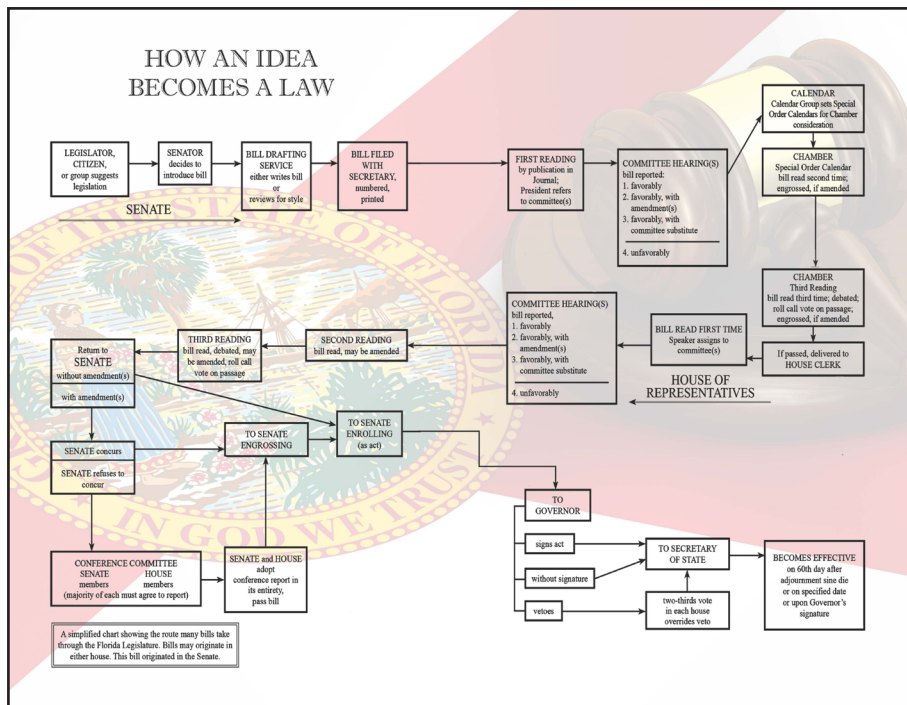 HOW AN IDEA
BECOMES A LAW
LEGISLATOR,
CITIZEN,
or group suggests
legislation
SENATOR
decides to
introduce bill
BILL DRAFTING
SERVICE
either writes bill
or
reviews for style
BILL FILED
WITH
SECRETARY,
numbered,
printed
FIRST READING
by publication in
Journal;
President refers
to committee(s)
COMMITTEE HEARING(S)
bill reported:
1. favorably
2. favorably, with
amendment(s)
3. favorably, with
committee substitute
4. unfavorably
CALENDAR
Calendar Group sets Special
Order Calendars for Chamber
consideration
CHAMBER
Special Order Calendar
bill read second time;
engrossed, if amended
SENATE
CHAMBER
Third Reading
bill read third time; debated;
roll call vote on passage;
engrossed, if amended
If passed, delivered to
HOUSE CLERK
BILL READ FIRST TIME
Speaker assigns to
committee(s)
HOUSE OF
REPRESENTATIVES
COMMITTEE HEARING(S)
bill reported,
1. favorably
2. favorably, with
amendment(s)
3. favorably, with
committee substitute
4. unfavorably
SECOND READING
bill read, may be amended
THIRD READING
bill read, debated, may
be amended, roll call
vote on passage
Return to
SENATE
without amendment(s)
with amendment(s)
SENATE concurs
SENATE refuses to
concur
TO SENATE
ENGROSSING
TO SENATE
ENROLLING
(as act)
CONFERENCE COMMITTEE
SENATE HOUSE
members members
(majority of each must agree to report)
SENATE and HOUSE
adopt
conference report in
its entirety,
pass bill
TO
GOVERNOR
signs act
without signature
vetoes
TO SECRETARY
OF STATE
two-thirds vote
in each house
overrides veto
BECOMES EFFECTIVE
on 60th day after
adjournment sine die
or on specified date
or upon Governor's
signature
A simplified chart showing the route many bills take
through the Florida Legislature. Bills may originate in
either house. This bill originated in the Senate.
OF THE STATE OF FLORIDA
IN GOD WE TRUST